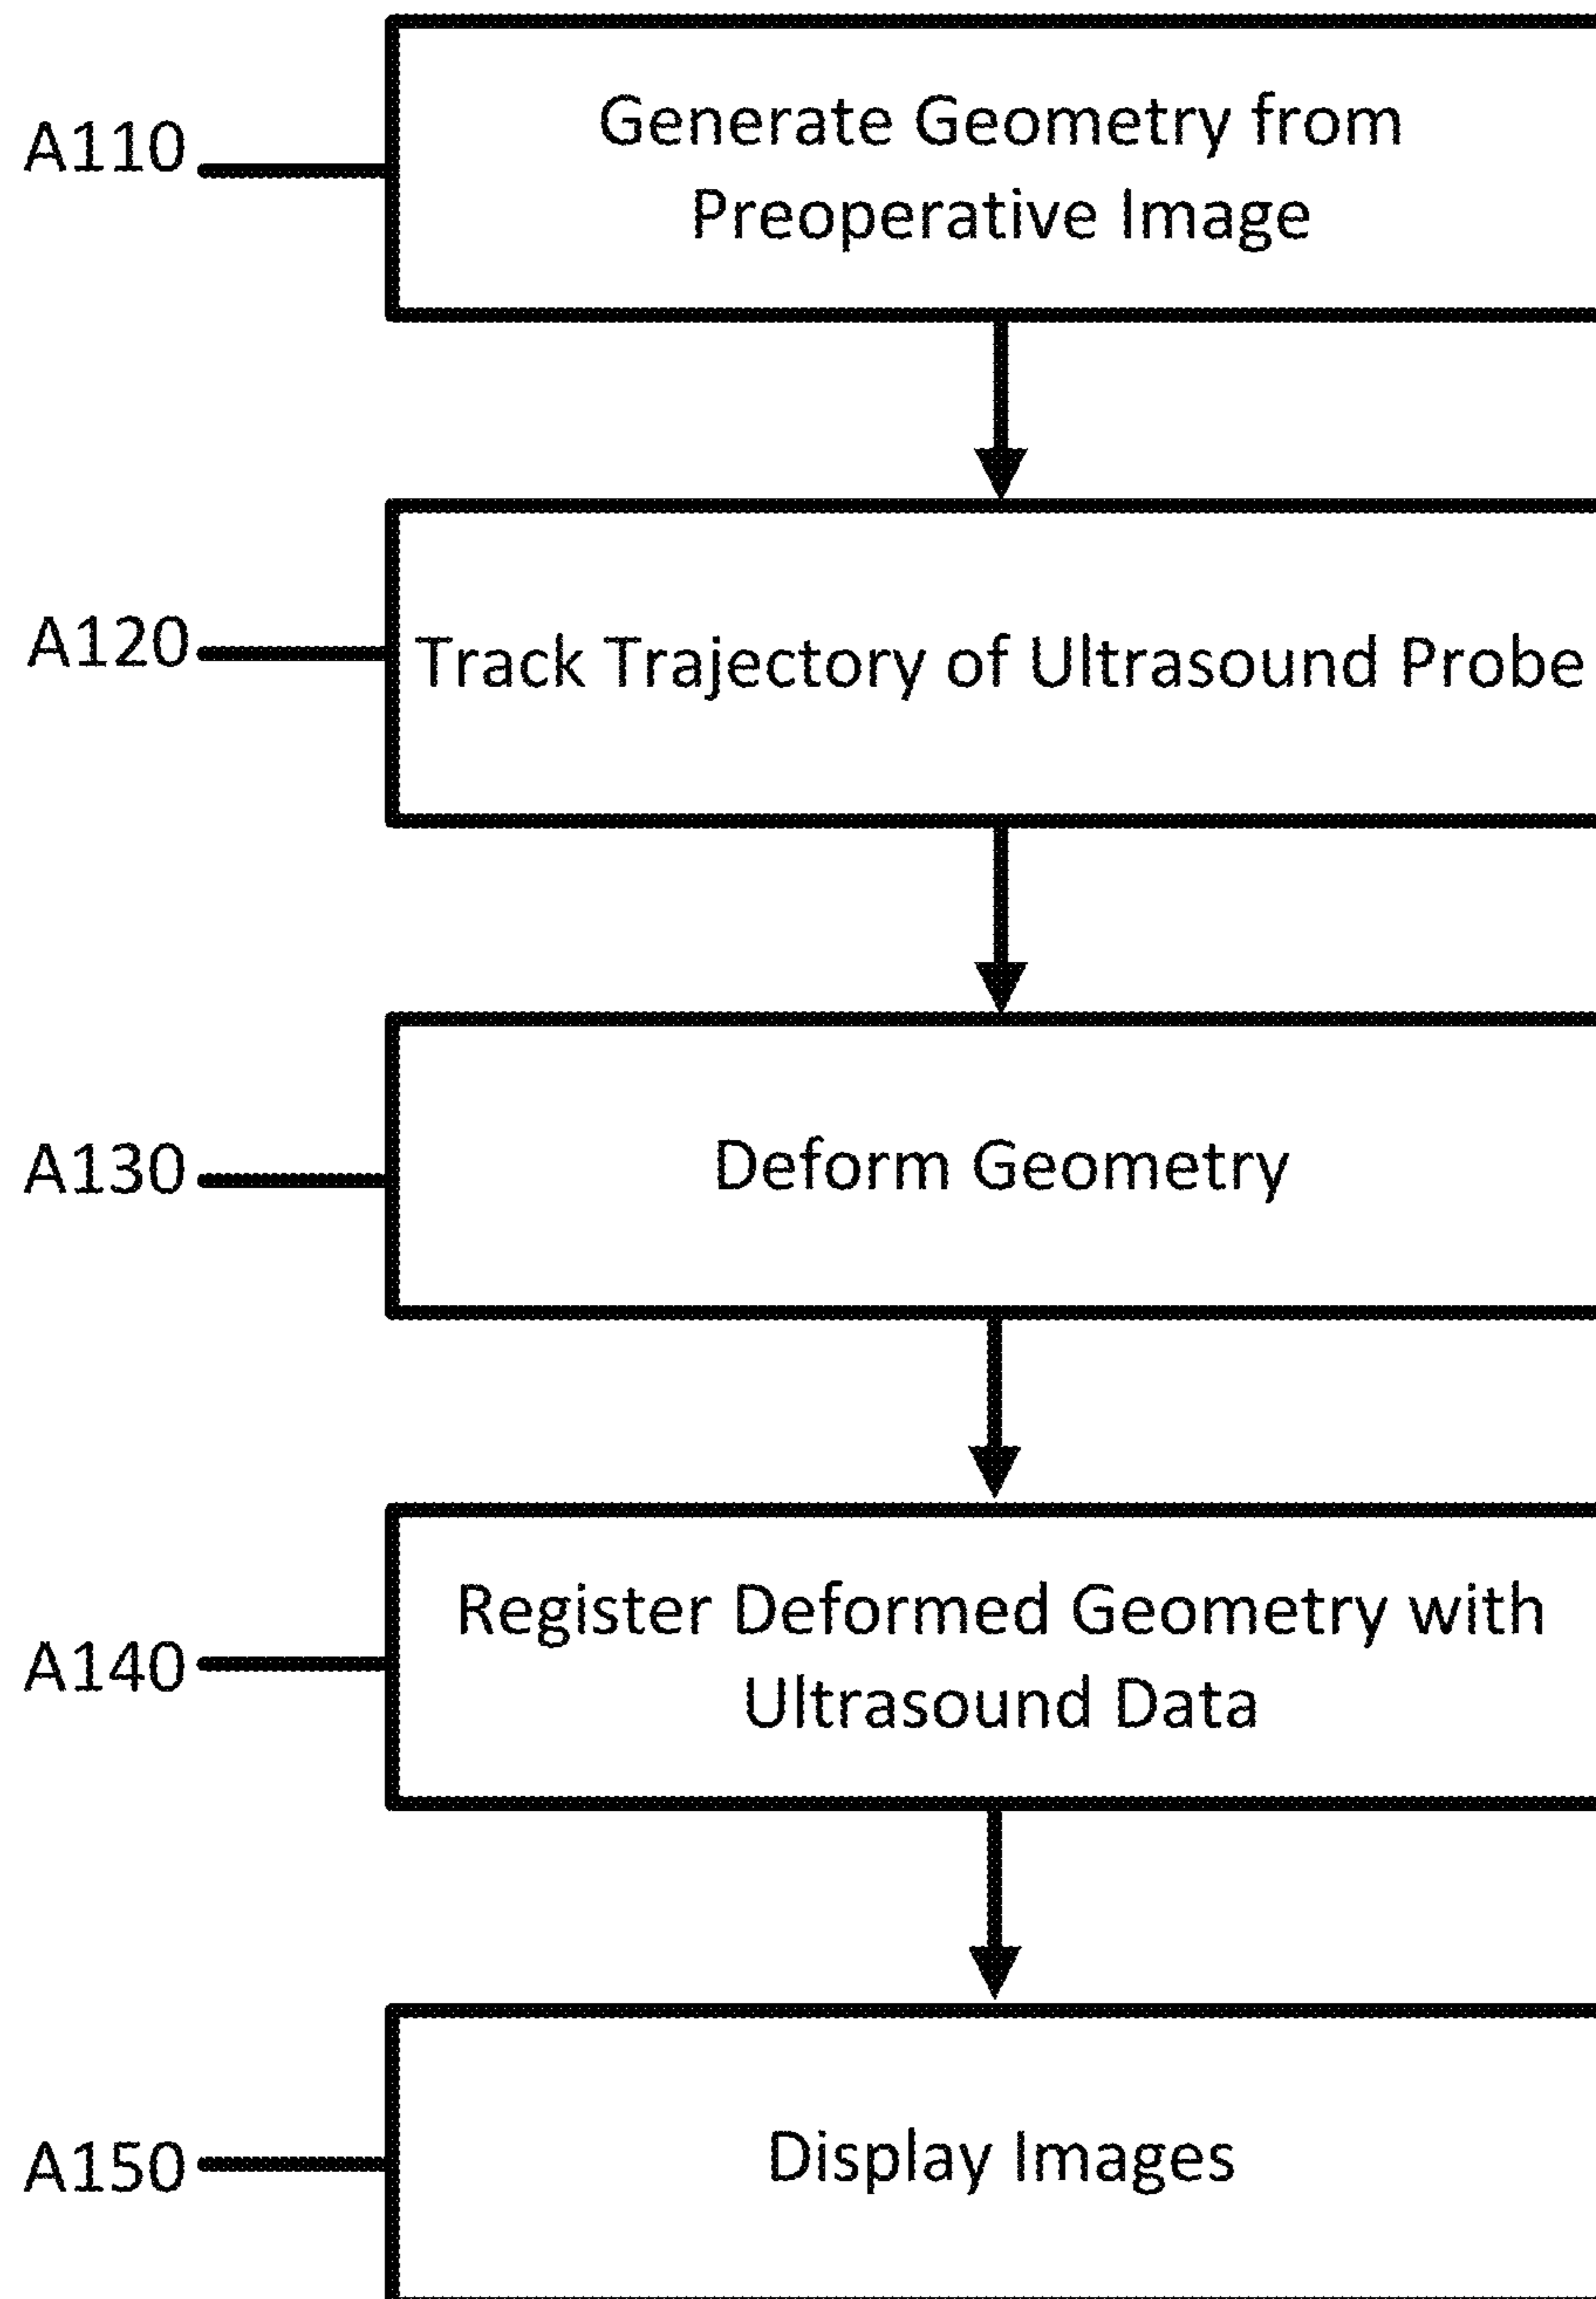 A110
Generate Geometry from
Preoperative Image
A120
Track Trajectory of Ultrasound Probe
A130
Deform Geometry
A140
Register Deformed Geometry with
Ultrasound Data
A150
Display Images